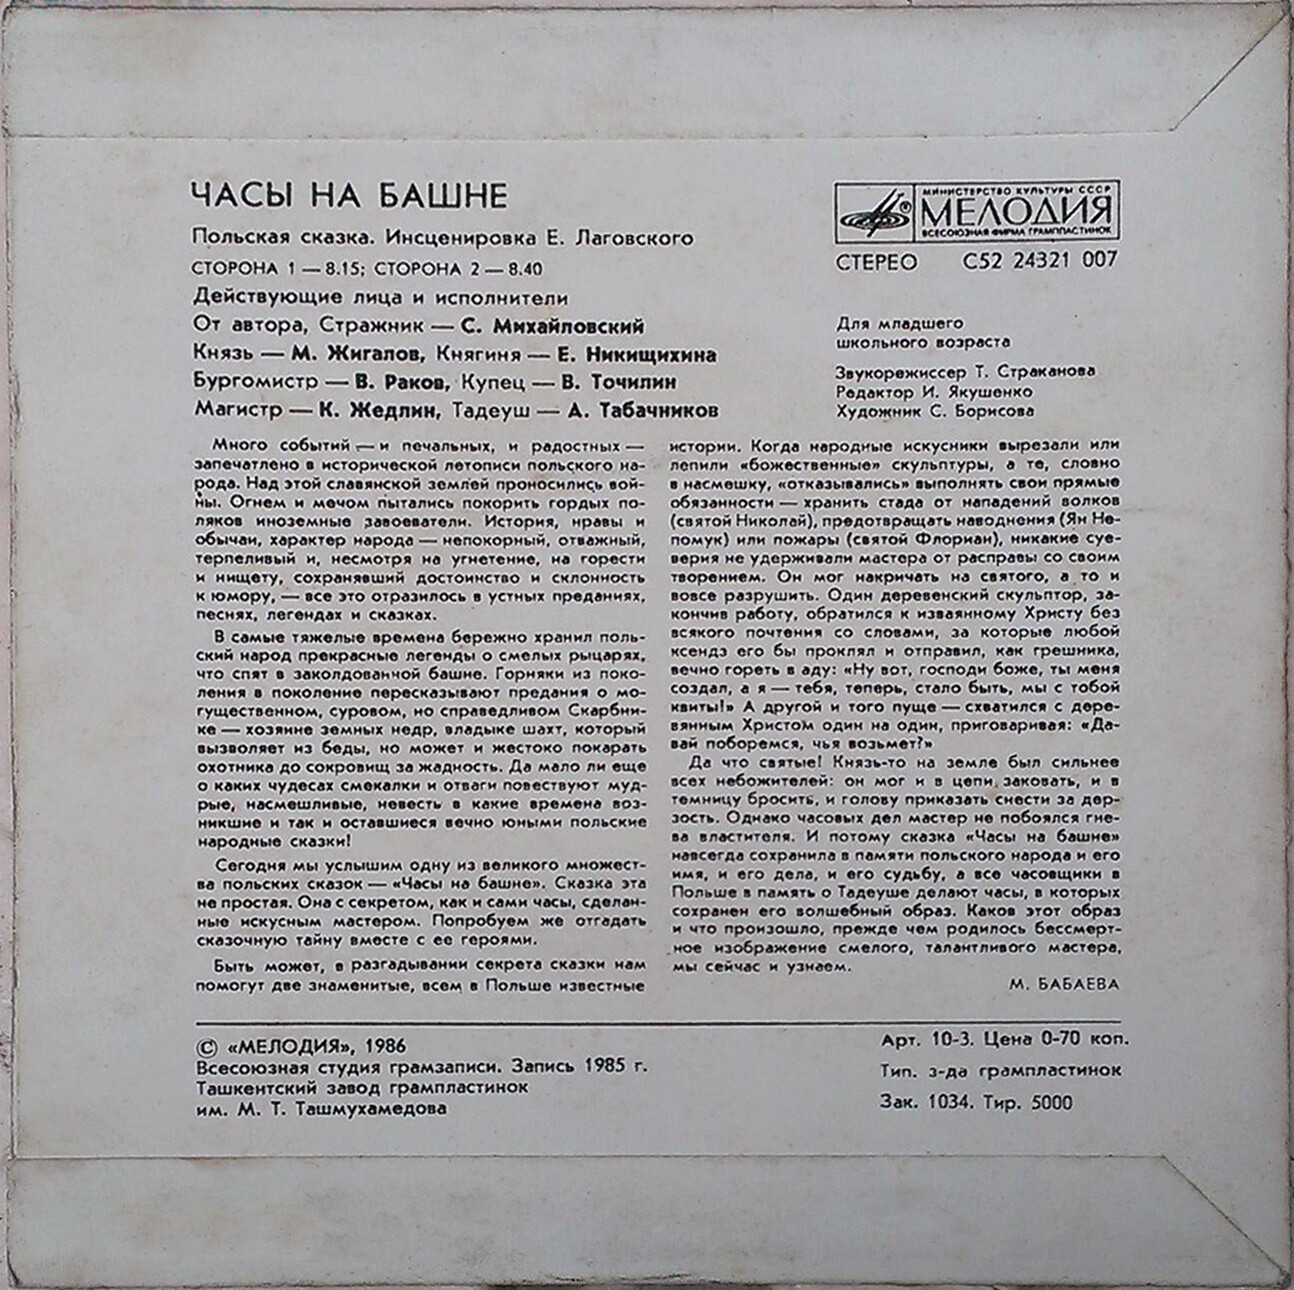 ЧАСЫ НА БАШНЕ
Польская сказка. Инсценировка Е. Лаговского
СТОРОНА 1 — 8.15; СТОРОНА 2 — 8.40
Действующие лица и исполнители
От автора, Стражник — С. Михайловский
Князь — М. Жигалов, Княгиня — Е. Никищихина
Бургомистр — В. Раков, Купец — В. Точилин
Магистр — К. Жедлин, Тадеуш — А. Табачников
МИНИСТЕРСТВО КУЛЬТУРЫ СССР
МЕЛОДИЯ
ВСЕСОЮЗНАЯ ФИРМА ГРАМПЛАСТИНОК
СТЕРЕО С52 24321 007
Для младшего
школьного возраста
Звукорежиссер Т. Страканова
Редактор И. Якушенко
Художник С. Борисова
Много событий — и печальных, и радостных —
запечатлено в исторической летописи польского на-
рода. Над этой славянской землей проносились вой-
ны. Огнем и мечом пытались покорить гордых по-
ляков иноземные завоеватели. История, нравы и
обычаи, характер народа — непокорный, отважный,
терпеливый и, несмотря на угнетение, на горести
и нищету, сохранявший достоинство и склонность
к юмору, — все это отразилось в устных преданиях,
песнях, легендах и сказках.
В самые тяжелые времена бережно хранил поль-
ский народ прекрасные легенды о смелых рыцарях,
что спят в заколдованной башне. Горняки из поко-
ления в поколение пересказывают предания о мо-
гущественном, суровом, но справедливом Скарбни-
ке — хозяине земных недр, владыке шахт, который
вызволяет из беды, но может и жестоко покарать
охотника до сокровищ за жадность. Да мало ли еще
о каких чудесах смекалки и отваги повествуют муд-
рые, насмешливые, невесть в какие времена воз-
никшие и так и оставшиеся вечно юными польские
народные сказки!
Сегодня мы услышим одну из великого множест-
ва польских сказок — «Часы на башне». Сказка эта
не простая. Она с секретом, как и сами часы, сделан-
ные искусным мастером. Попробуем же отгадать
сказочную тайну вместе с ее героями.
Быть может, в разгадывании секрета сказки нам
помогут две знаменитые, всем в Польше известные
истории. Когда народные искусники вырезали или
лепили «божественные» скульптуры, а те, словно
в насмешку, «отказывались» выполнять свои прямые
обязанности — хранить стада от нападений волков
(святой Николай), предотвращать наводнения (Ян Не-
помук) или пожары (святой Флориан), никакие суе-
верия не удерживали мастера от расправы со своим
творением. Он мог накричать на святого, а то и
вовсе разрушить. Один деревенский скульптор, за-
кончив работу, обратился к изваянному Христу без
всякого почтения со словами, за которые любой
ксендз его бы проклял и отправил, как грешника,
вечно гореть в аду: «Ну вот, господи боже, ты меня
создал, а я — тебя, теперь, стало быть, мы с тобой
квиты!» А другой и того пуще — схватился с дере-
вянным Христом один на один, приговаривая: «Да-
вай поборемся, чья возьмет?»
Да что святые! Князь-то на земле был сильнее
всех небожителей: он мог и в цепи заковать, и в
темницу бросить, и голову приказать снести за дер-
зость. Однако часовых дел мастер не побоялся гне-
ва властителя. И потому сказка «Часы на башне»
навсегда сохранила в памяти польского народа и его
имя, и его дела, и его судьбу, а все часовщики в
Польше в память о Тадеуше делают часы, в которых
сохранен его волшебный образ. Каков этот образ
и что произошло, прежде чем родилось бессмерт-
ное изображение смелого, талантливого мастера,
мы сейчас и узнаем.
М. БАБАЕВА
© «МЕЛОДИЯ», 1986
Всесоюзная студия грамзаписи. Запись 1985 г.
Ташкентский завод грампластинок
им. М. Т. Ташмухамедова
Арт. 10-3. Цена 0-70 коп.
Тип. з-да грампластинок
Зак. 1034. Тир. 5000